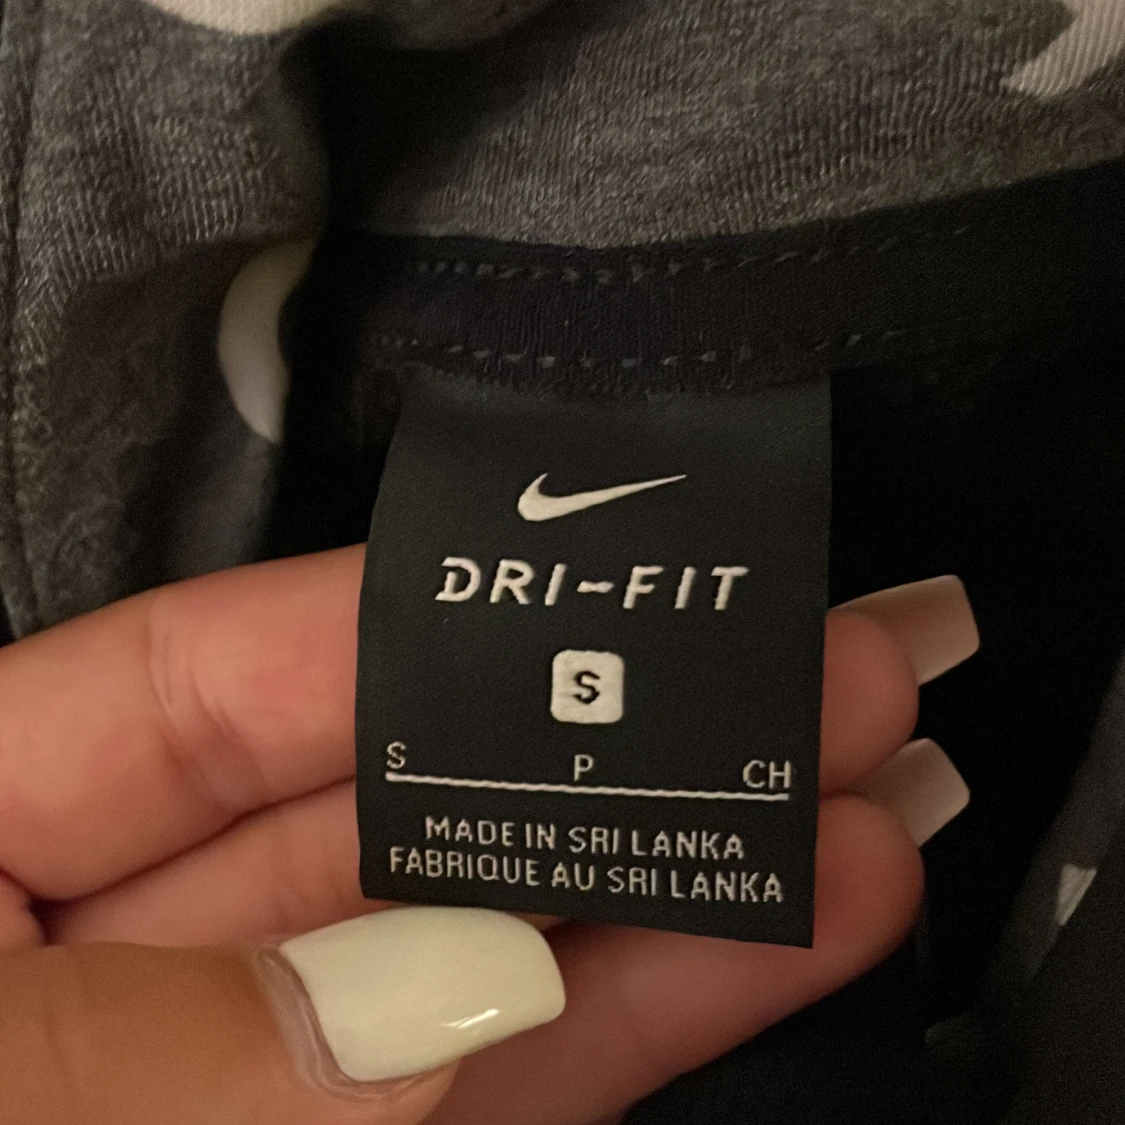 DRI-FIT
S
S P CH
MADE IN SRI LANKA
FABRIQUE AU SRI LANKA